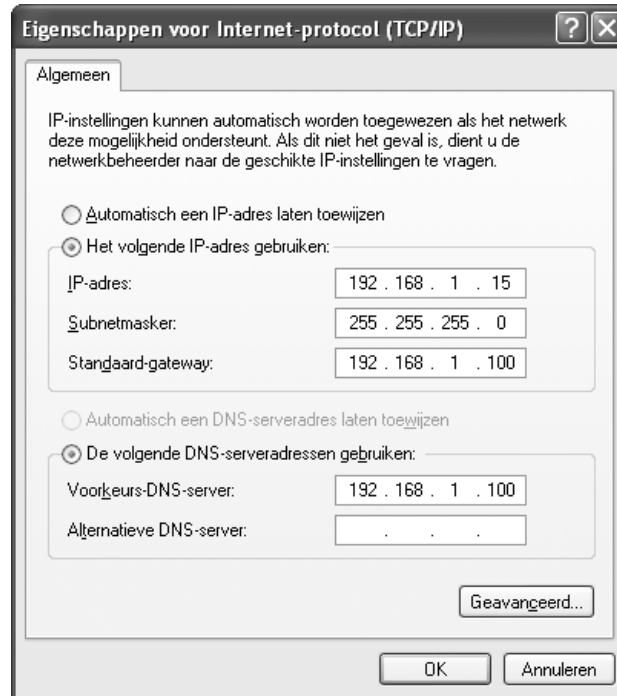 Eigenschappen voor Internet-protocol (TCP/IP)
Algemeen
IP-instellingen kunnen automatisch worden toegewezen als het netwerk
deze mogelijkheid ondersteunt. Als dit niet het geval is, dient u de
netwerkbeheerder naar de geschikte IP-instellingen te vragen.
Automatisch een IP-adres laten toewijzen
Het volgende IP-adres gebruiken:
IP-adres: 192 . 168 . 1 . 15
Subnetmasker: 255 . 255 . 255 . 0
Standaard-gateway: 192 . 168 . 1 . 100
Automatisch een DNS-serveradres laten toewijzen
De volgende DNS-serveradressen gebruiken:
Voorkeurs-DNS-server: 192 . 168 . 1 . 100
Alternatieve DNS-server: . . .
Geavanceerd...
OK Annuleren